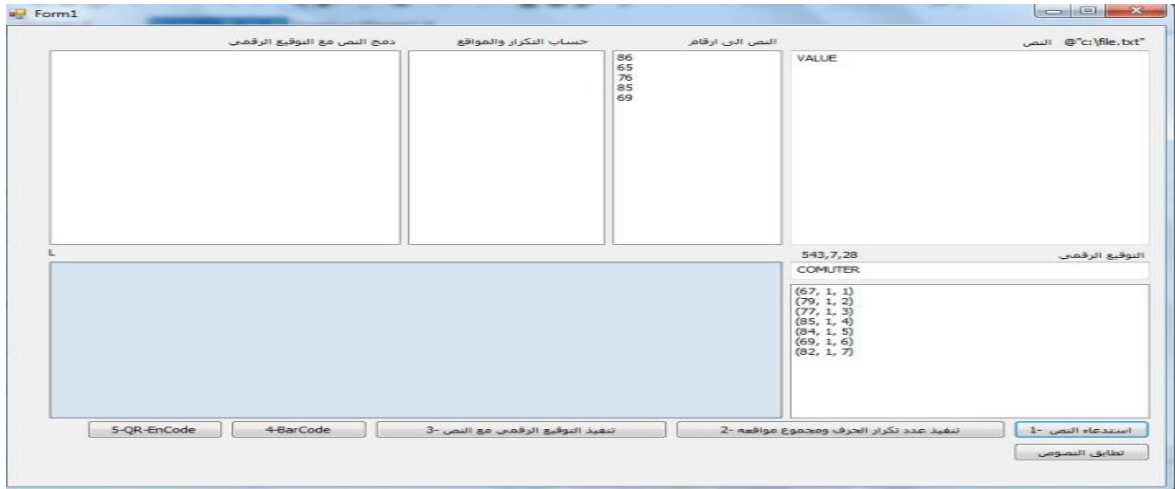 Form1
@"c:\file.txt" النص
النص الى ارقام
حساب التكرار والمواقع
دمج النص مع التوقيع الرقمي
VALUE
86
65
76
85
69
التوقيع الرقمي
543,7,28
L
COMUTER
(67, 1, 1)
(79, 1, 2)
(77, 1, 3)
(85, 1, 4)
(84, 1, 5)
(69, 1, 6)
(82, 1, 7)
استدعاء النص -1
تنفيذ عدد تكرار الحرف ومجموع مواقعه -2
تنفيذ التوقيع الرقمي مع النص -3
4-BarCode
5-QR-EnCode
تطابق النصوص